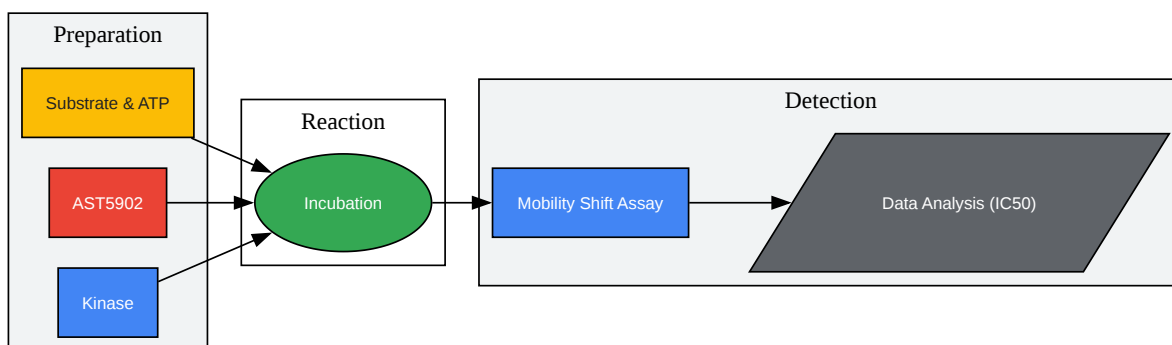 Preparation
Substrate & ATP
AST5902
Kinase
Reaction
Incubation
Detection
Mobility Shift Assay
Data Analysis (IC50)